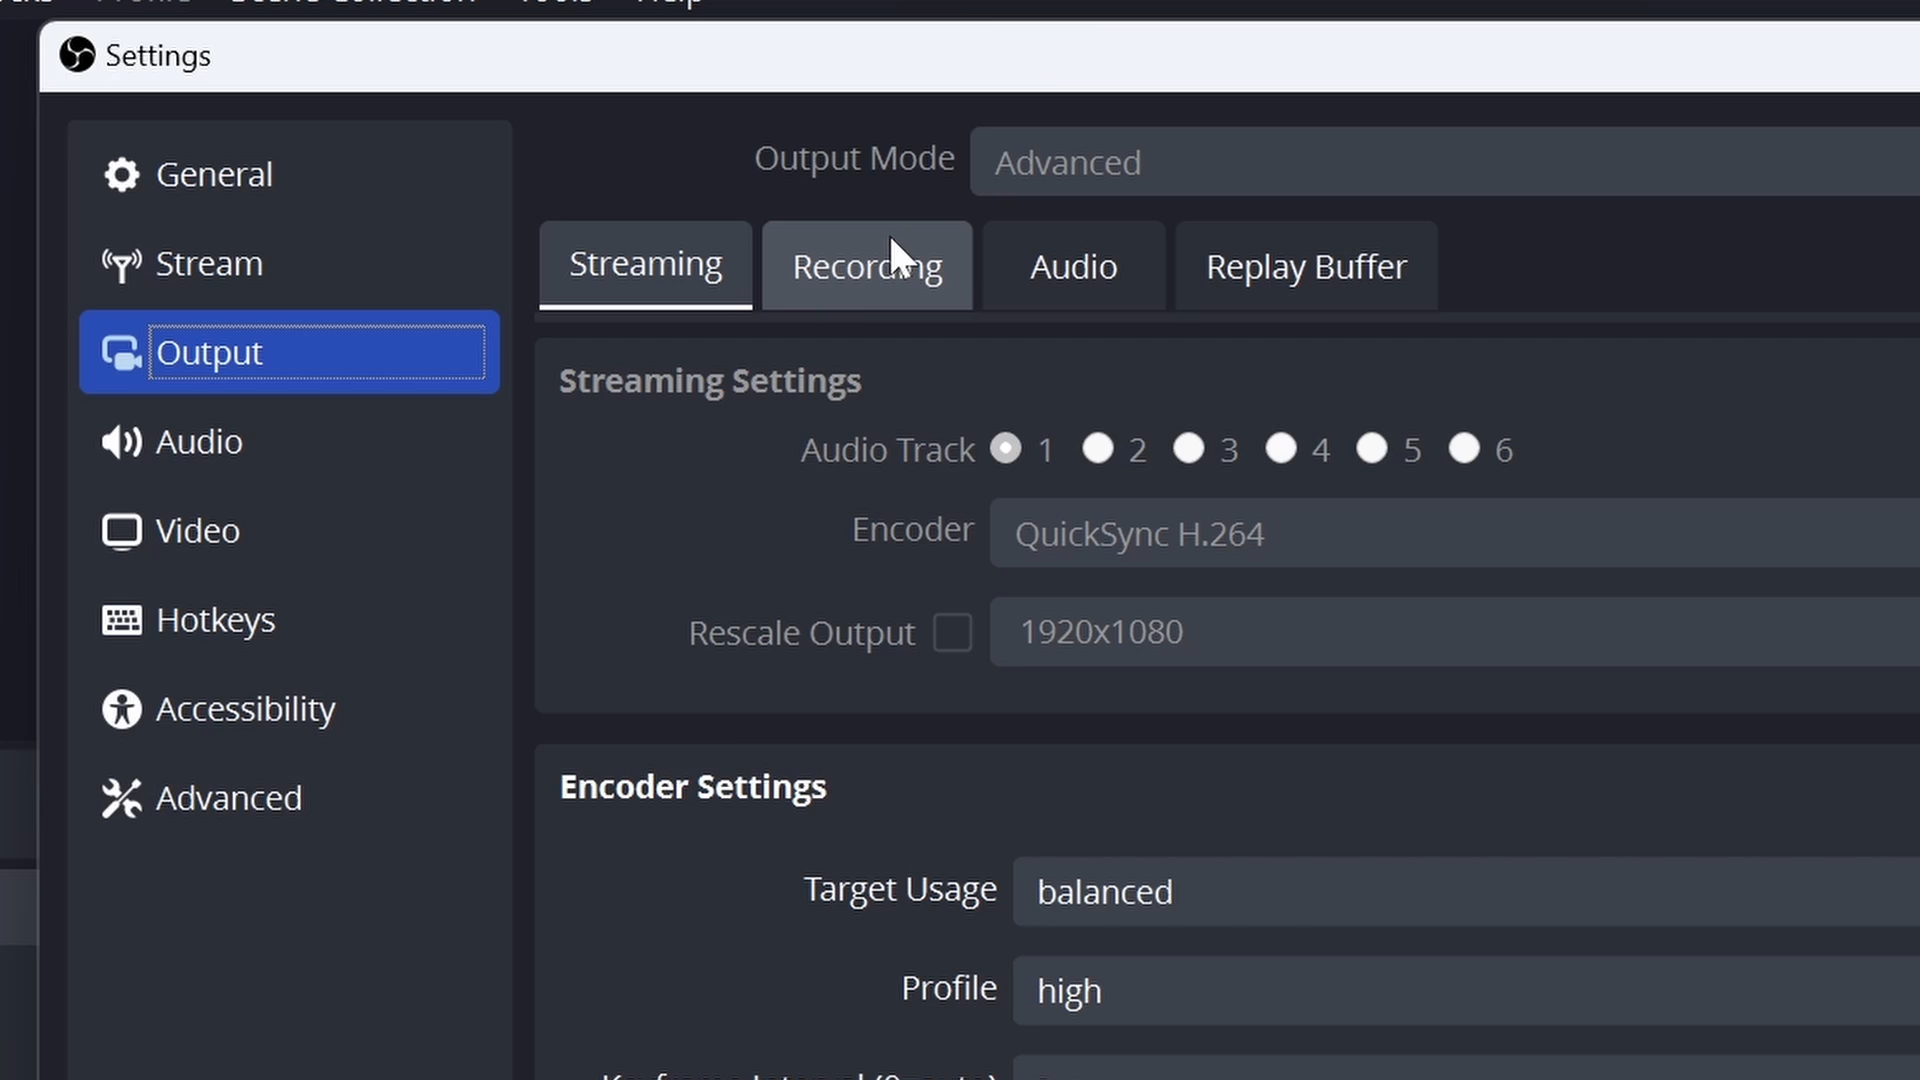 Settings
General
Stream
Output
Audio
Video
Hotkeys
Accessibility
Advanced
Output Mode Advanced
Streaming Recording Audio Replay Buffer
Streaming Settings
Audio Track 1 2 3 4 5 6
Encoder QuickSync H.264
Rescale Output 1920x1080
Encoder Settings
Target Usage balanced
Profile high